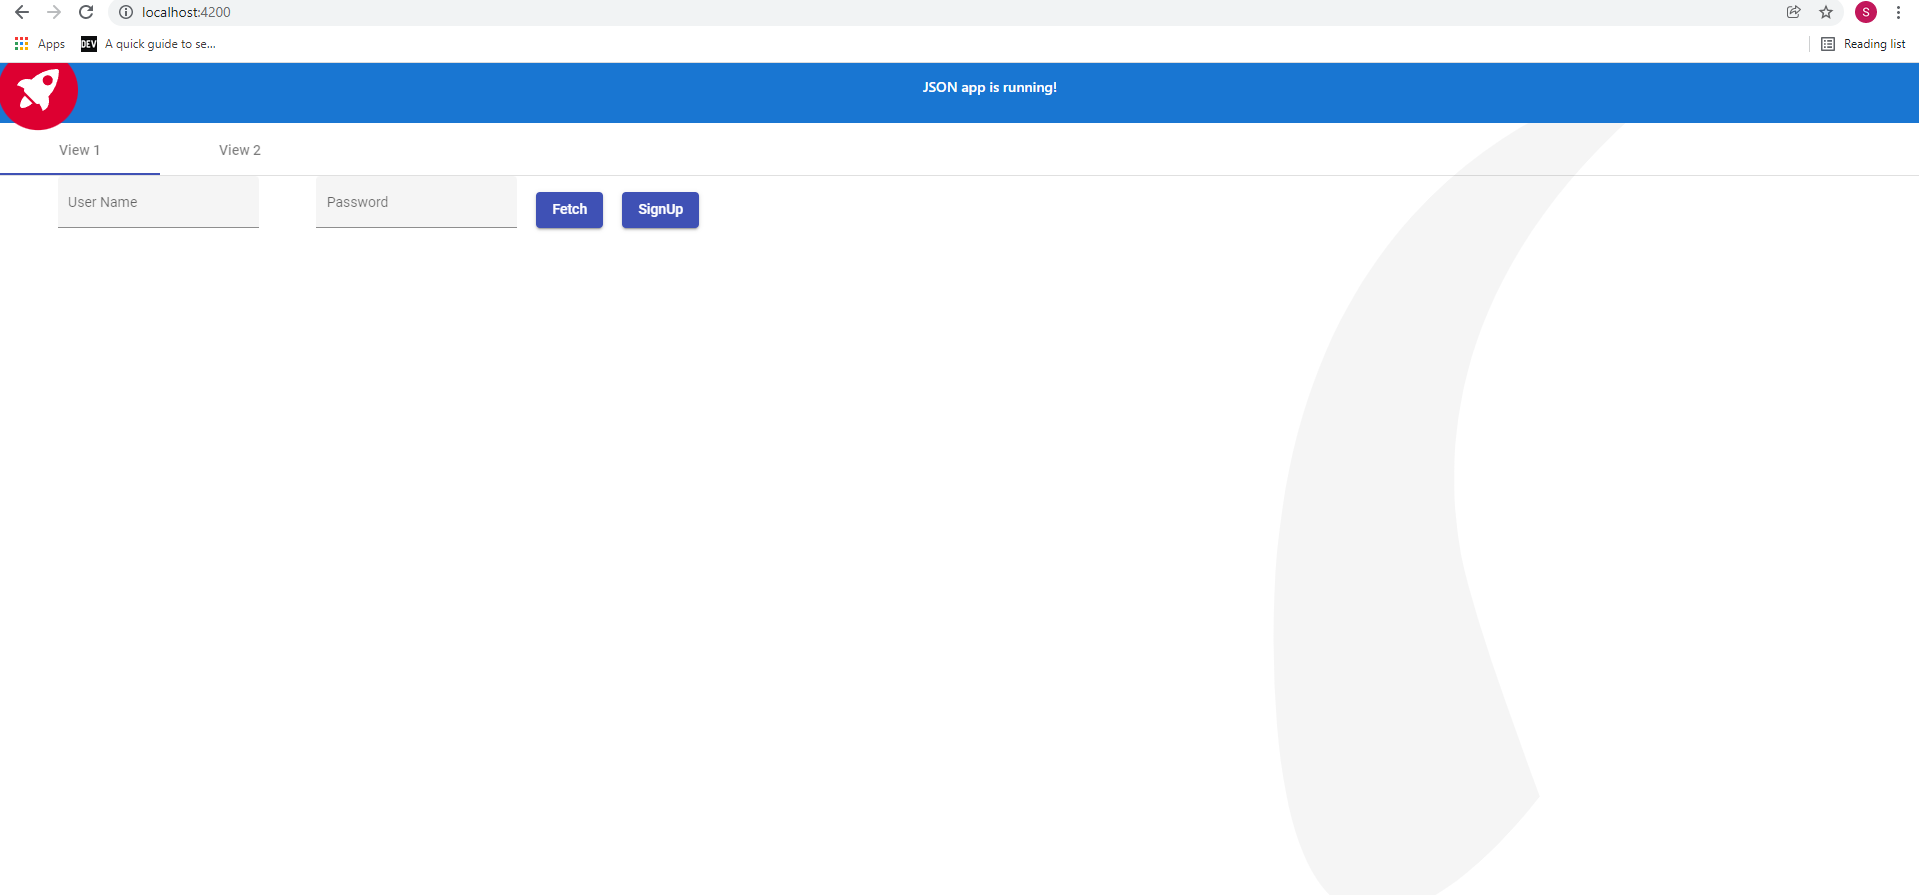 localhost:4200
S
Apps
DEV
A quick guide to se...
Reading list
JSON app is running!
View 1
View 2
User Name
Password
Fetch
SignUp